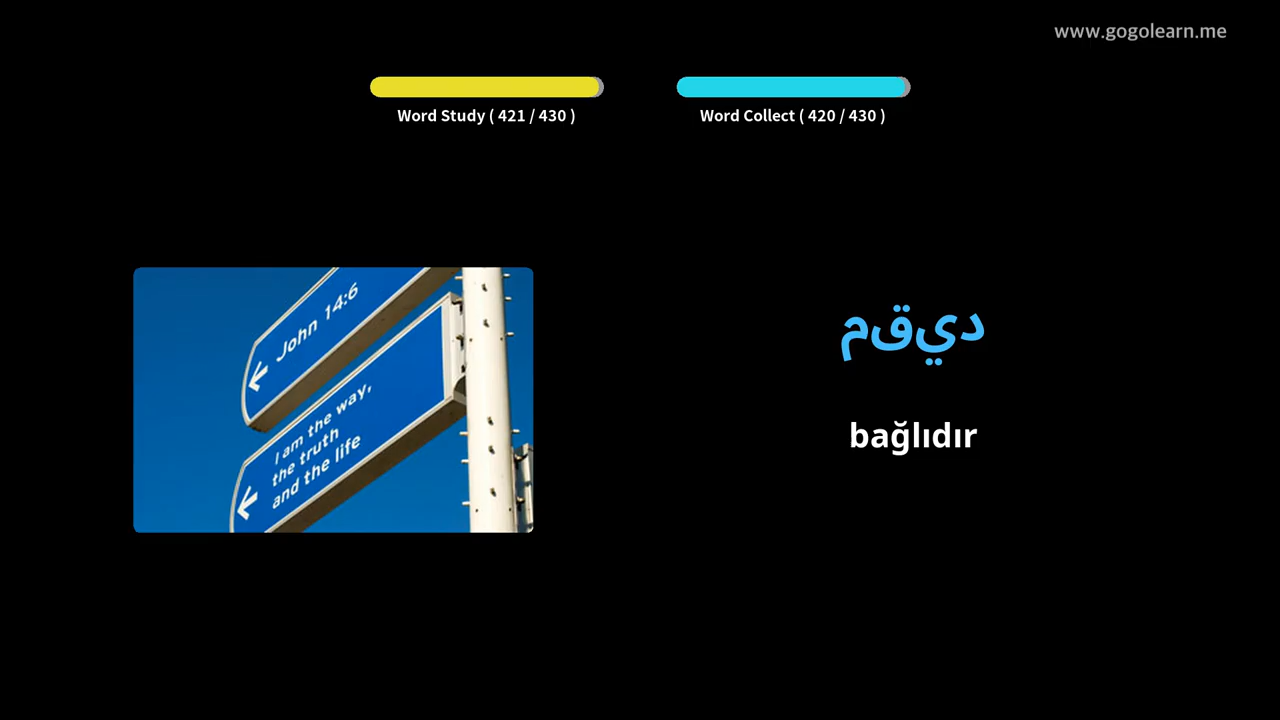 www.gogolearn.me
Word Study ( 421 / 430 )
Word Collect ( 420 / 430 )
John 14:6
I am the way,
the truth
and the life
ديقم
bağlıdır